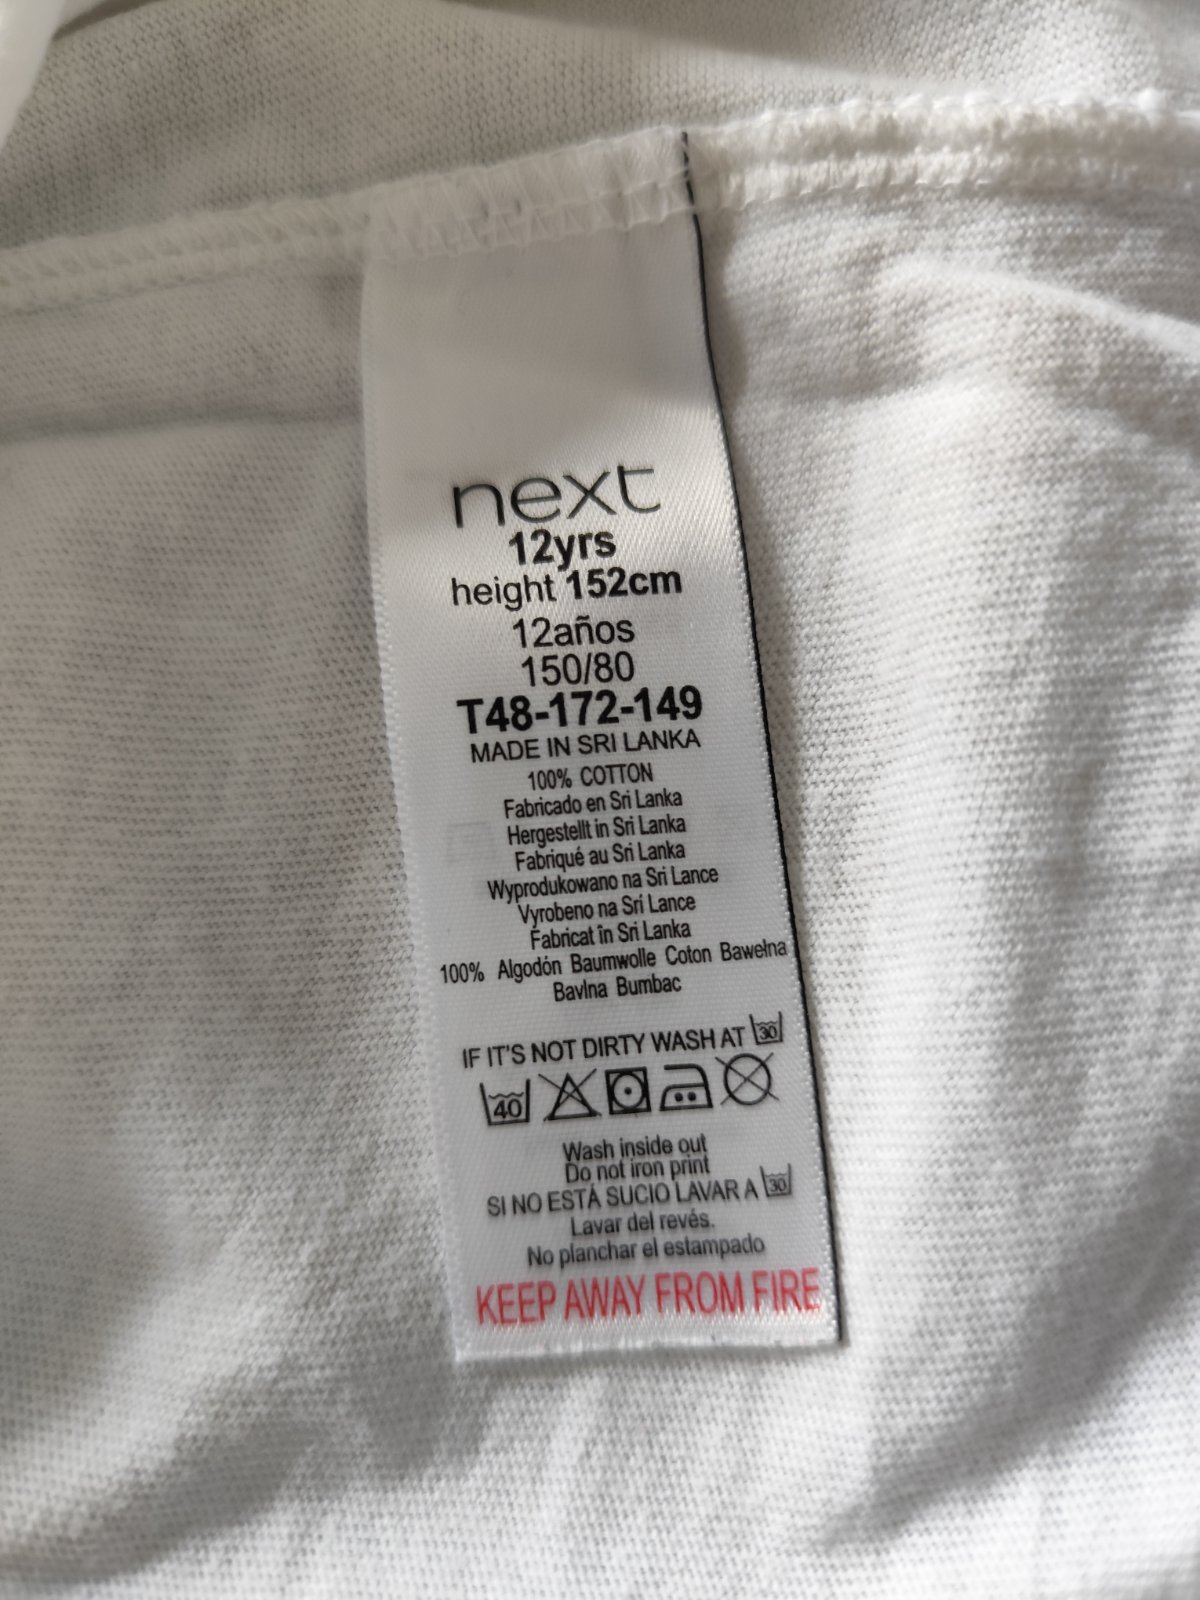 next
12yrs
height 152cm
12años
150/80
T48-172-149
MADE IN SRI LANKA
100% COTTON
Fabricado en Sri Lanka
Hergestellt in Sri Lanka
Fabriqué au Sri Lanka
Wyprodukowano na Sri Lance
Vyrobeno na Srí Lance
Fabricat în Sri Lanka
100% Algodón Baumwolle Coton Bawełna
Bavlna Bumbac
IF IT'S NOT DIRTY WASH AT 30
40
Wash inside out
Do not iron print
SI NO ESTÁ SUCIO LAVAR A 30
Lavar del revés.
No planchar el estampado
KEEP AWAY FROM FIRE